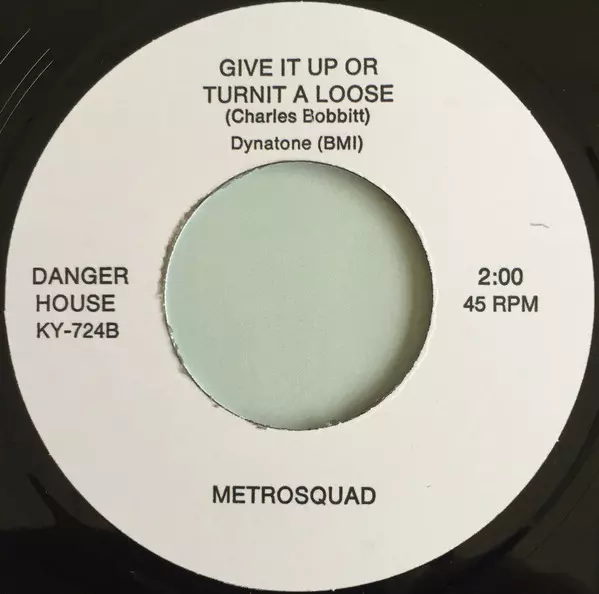 GIVE IT UP OR
TURNIT A LOOSE
(Charles Bobbitt)
Dynatone (BMI)
DANGER
HOUSE
KY-724B
2:00
45 RPM
METROSQUAD